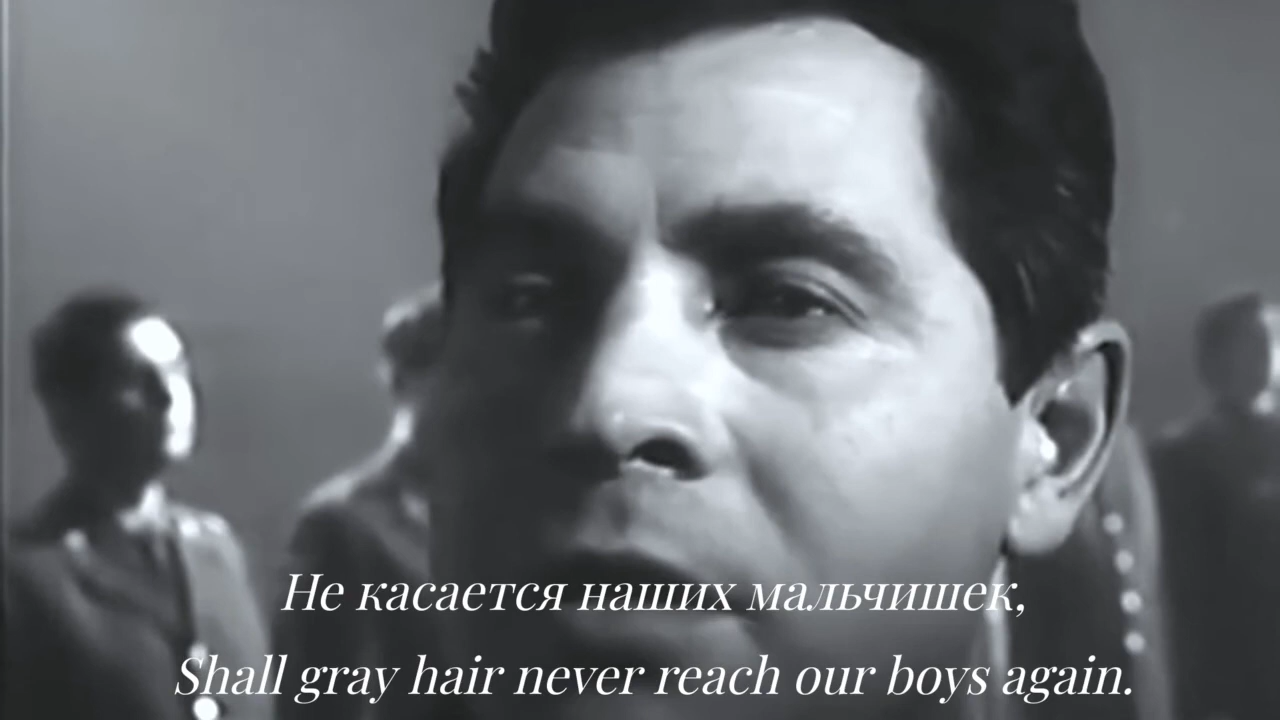 Не касается наших мальчишек,
Shall gray hair never reach our boys again.